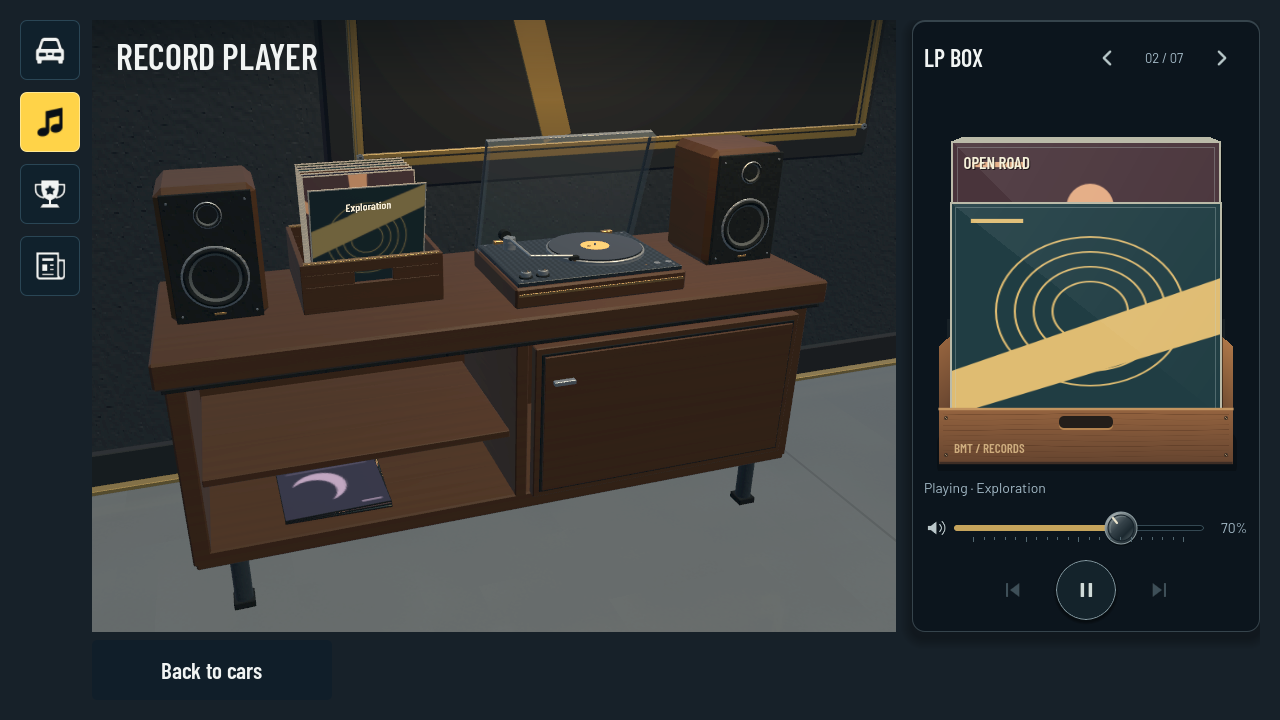 RECORD PLAYER
Exploration
LP BOX
02 / 07
OPEN ROAD
BMT / RECORDS
Playing · Exploration
70%
Back to cars